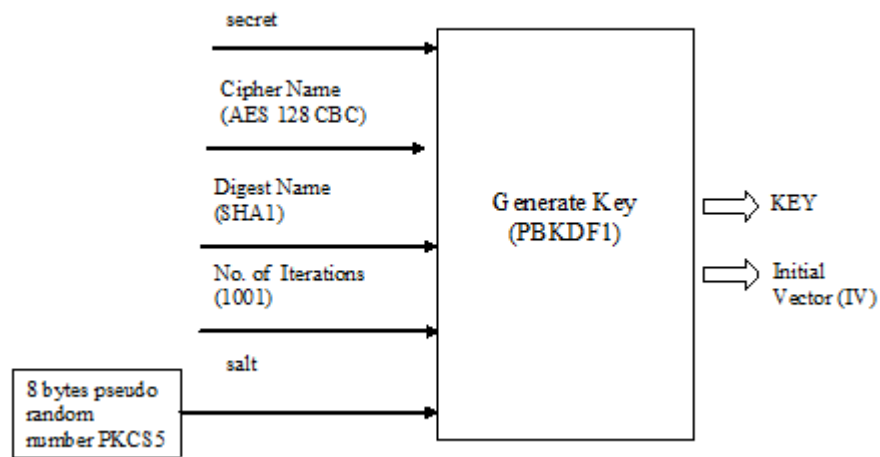 secret
Cipher Name
(AES 128 CBC)
Digest Name
(SHA1)
No. of Iterations
(1001)
salt
8 bytes pseudo
random
number PKCS5
Generate Key
(PBKDF1)
KEY
Initial
Vector (IV)